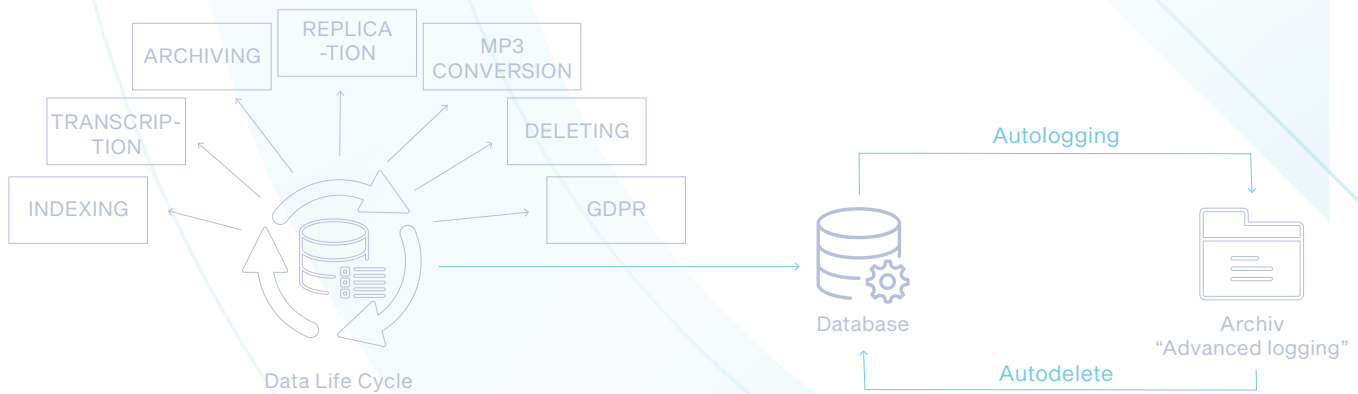 REPLICA
-TION
MP3
CONVERSION
ARCHIVING
TRANSCRIP-
TION
DELETING
INDEXING
GDPR
Data Life Cycle
Autologging
Database
Archiv
“Advanced logging”
Autodelete